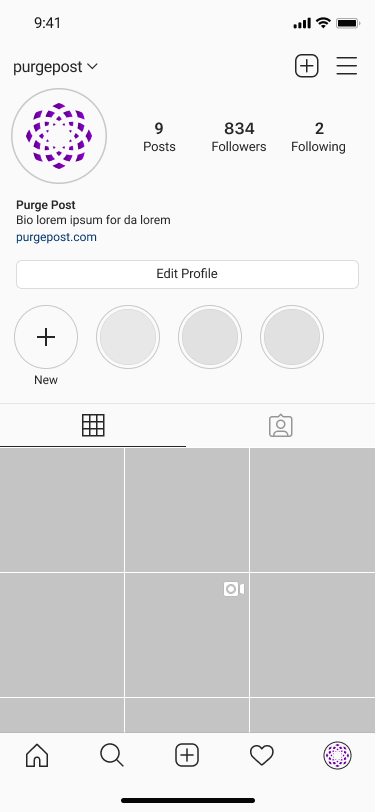 9:41
purgepost
9 834 2
Posts Followers Following
Purge Post
Bio lorem ipsum for da lorem
purgepost.com
Edit Profile
New